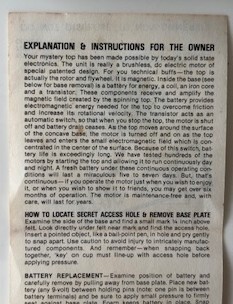 EXPLANATION & INSTRUCTIONS FOR THE OWNER
Your mystery top has been made possible by today's solid state
electronics. The unit is really a brushless, dc electric motor of
special patented design. For you technical buffs—the top is
actually the rotor and flywheel. It is magnetic. Inside the base (see
below for base removal) is a battery for energy, a coil, an iron core
and a transistor. These components receive and amplify the
magnetic field created by the spinning top. The battery provides
electromagnetic energy needed for the top to overcome friction
and increase its rotational velocity. The transistor acts as an
automatic switch, so that when you stop the top, the motor is shut
off and battery drain ceases. As the top moves around the surface
of the concave base, the motor is turned off and on as the top
leaves and enters the small electromagnetic field which is con-
centrated in the center of the surface. Because of this switch, bat-
tery life is exceedingly long. We have tested hundreds of the
motors by starting the top and allowing it to run continuously day
and night. A fresh battery under these continuous operating con-
ditions will last a miraculous five to seven days. But, that's
continuous—if you operate the motor just when you wish to enjoy
it, or when you wish to show it to friends, you may get over six
months of operation. The motor is maintenance-free and, with
care, will last for years.
HOW TO LOCATE SECRET ACCESS HOLE & REMOVE BASE PLATE
Examine the side of the base and find a small mark ¼ inch above
felt. Look directly under felt near mark and find the access hole.
Insert a pointed object, like a ball-point pen, in hole and pry gently
to snap apart. Use caution to avoid injury to intricately manufac-
tured components. And remember—when snapping back
together, 'key' on cup must line-up with access hole before
applying pressure.
BATTERY REPLACEMENT—Examine position of battery and
carefully remove by pulling away from base plate. Place new bat-
tery (any 9-volt) between holding pins (note: one pin is between
battery terminals) and be sure to apply small pressure to firmly